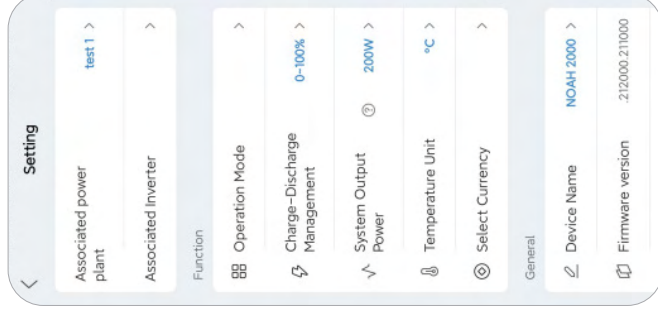 Setting
Associated power
plant
test 1
Associated Inverter
Function
Operation Mode
Charge-Discharge
Management
0-100%
System Output
Power
200W
Temperature Unit
°C
Select Currency
General
Device Name
NOAH 2000
Firmware version
.212000.211000